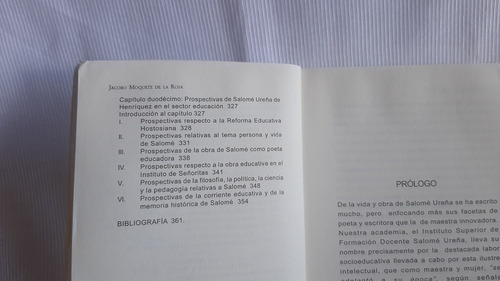 JACOBO MOQUETE DE LA ROSA
Capítulo duodécimo: Prospectivas de Salomé Ureña de
Henríquez en el sector educación 327
Introducción al capítulo 327
I. Prospectivas respecto a la Reforma Educativa
Hostosiana 328
II. Prospectivas relativas al tema persona y vida
de Salomé 331
III. Prospectivas de la obra de Salomé como poeta
educadora 338
IV. Prospectivas respecto a la obra educativa en el
Instituto de Señoritas 341
V. Prospectivas de la filosofía, la política, la ciencia
y la pedagogía relativas a Salomé 348
VI. Prospectivas de la corriente educativa y de la
memoria histórica de Salomé 354
BIBLIOGRAFÍA 361.
PRÓLOGO
De la vida y obra de Salomé Ureña se ha escrito
mucho, pero enfocando más sus facetas de
poeta y escritora que la de maestra innovadora.
Nuestra academia, el Instituto Superior de
Formación Docente Salomé Ureña, lleva su
nombre precisamente por la destacada labor
socioeducativa llevada a cabo por esta ilustre
intelectual, que como maestra y mujer, "se
adelantó a su época", según señala